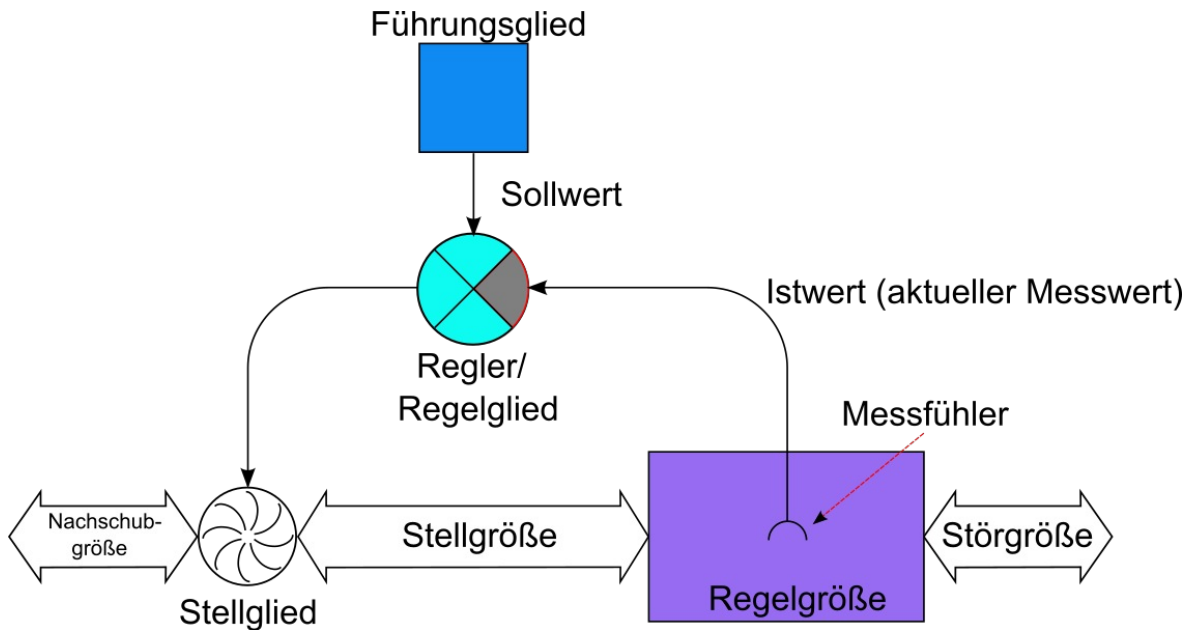 Führungsglied
Sollwert
Istwert (aktueller Messwert)
Regler/
Regelglied
Messfühler
Nachschub-
größe
Stellgröße
Störgröße
Regelgröße
Stellglied